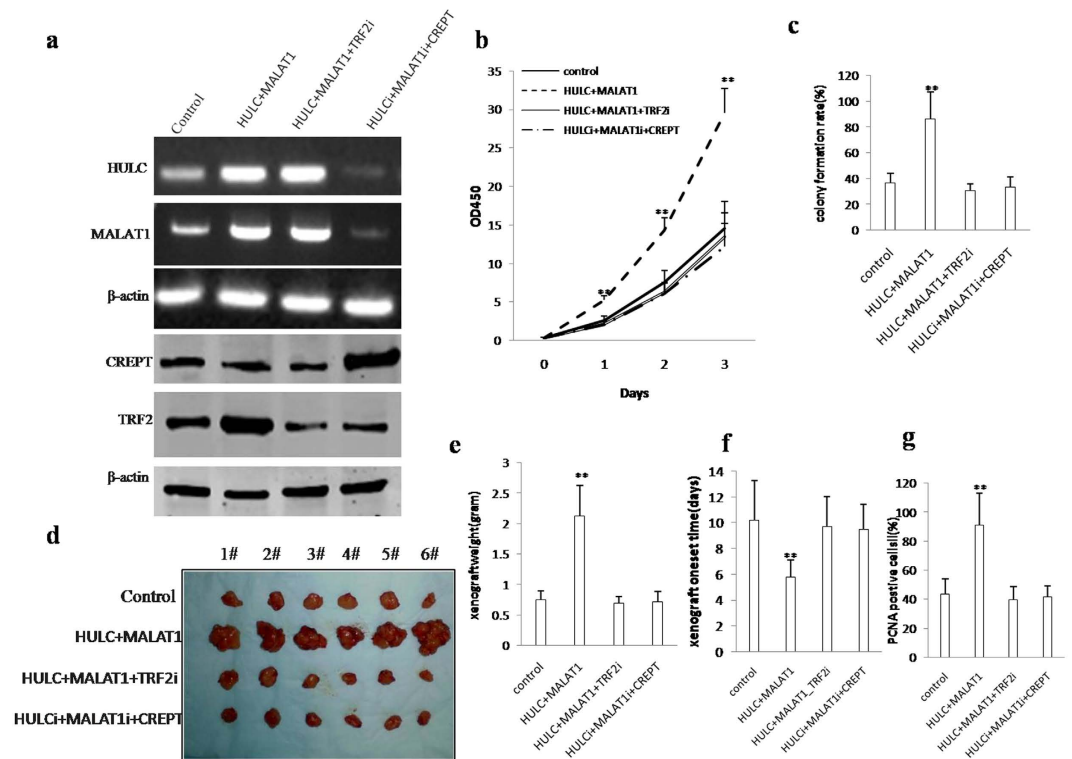 a
Control
HULC+MALAT1
HULC+MALAT1+TRF2i
HULCi+MALAT1i+CREPT
HULC
MALAT1
β-actin
CREPT
TRF2
β-actin
b
control
HULC+MALAT1
HULC+MALAT1+TRF2i
HULCi+MALAT1i+CREPT
OD450
35
30
25
20
15
10
5
0
**
**
**
0 1 2 3
Days
c
colony formation rate(%)
120
100
80
60
40
20
0
**
control
HULC+MALAT1
HULC+MALAT1+TRF2i
HULCi+MALAT1i+CREPT
d
1# 2# 3# 4# 5# 6#
Control
HULC+MALAT1
HULC+MALAT1+TRF2i
HULCi+MALAT1i+CREPT
e
xenograftweight(gram)
3
2.5
2
1.5
1
0.5
0
**
control
HULC+MALAT1
HULC+MALAT1+TRF2i
HULCi+MALAT1i+CREPT
f
xenograft oneset time(days)
14
12
10
8
6
4
2
0
**
control
HULC+MALAT1
HULC+MALAT1_TRF2i
HULCi+MALAT1i+CREPT
g
PCNA postive cellsll(%)
120
100
80
60
40
20
0
**
control
HULC+MALAT1
HULC+MALAT1+TRF2i
HULCi+MALAT1i+CREPT